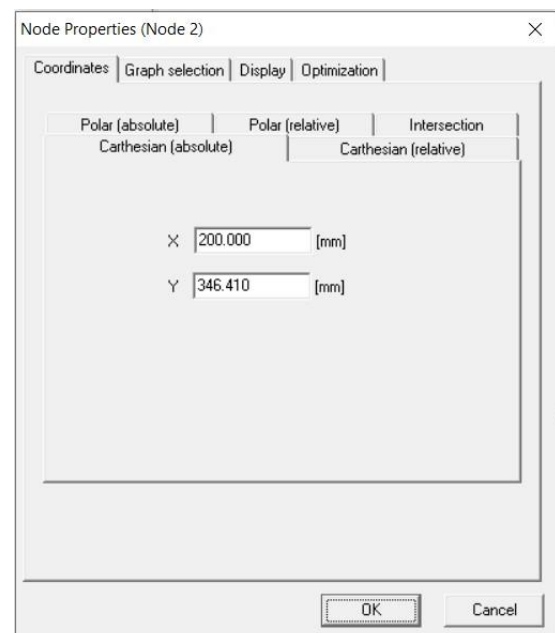 Node Properties (Node 2)
Coordinates Graph selection Display Optimization
Polar (absolute) Polar (relative) Intersection
Carthesian (absolute) Carthesian (relative)
X 200.000 [mm]
Y 346.410 [mm]
OK Cancel